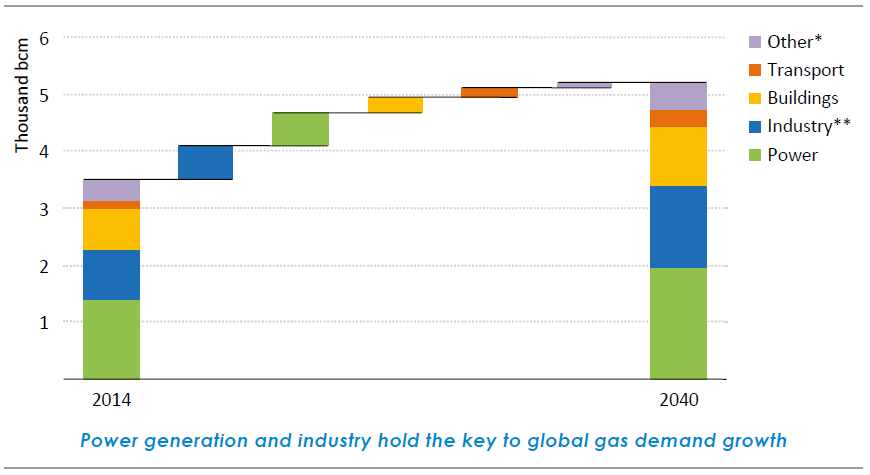 Thousand bcm
6
5
4
3
2
1
2014
2040
Other*
Transport
Buildings
Industry**
Power
Power generation and industry hold the key to global gas demand growth